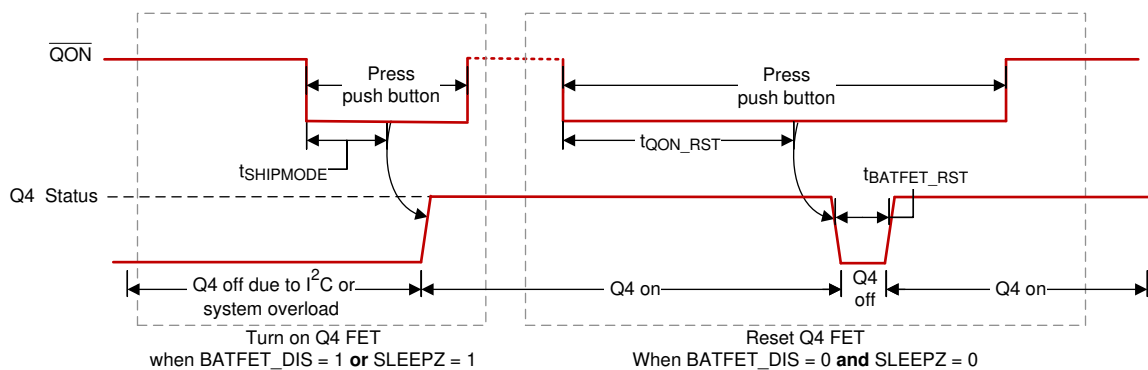 QON
Press
push button
Press
push button
tSHIPMODE
tQON_RST
tBATFET_RST
Q4 Status
Q4 off due to I²C or
system overload
Q4 on
Q4
off
Q4 on
Turn on Q4 FET
when BATFET_DIS = 1 or SLEEPZ = 1
Reset Q4 FET
When BATFET_DIS = 0 and SLEEPZ = 0